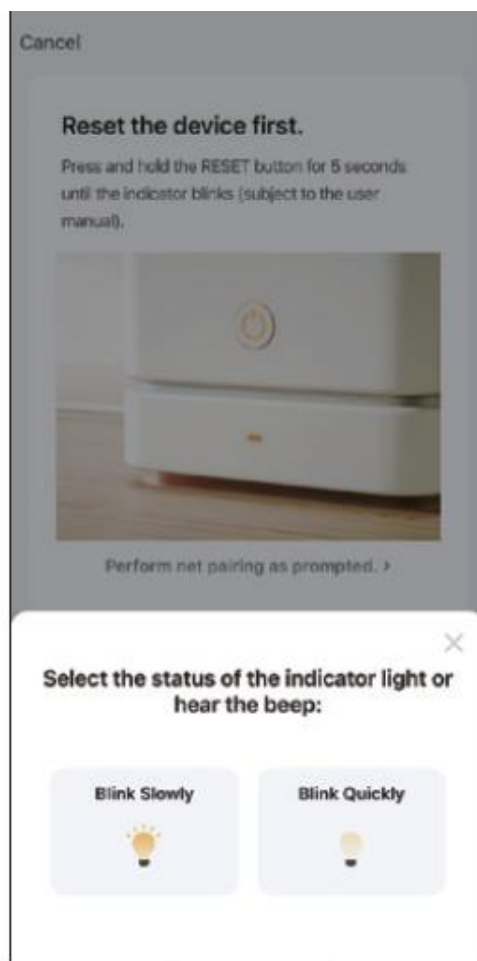 Cancel
Reset the device first.
Press and hold the RESET button for 5 seconds
until the indicator blinks (subject to the user
manual).
Perform net pairing as prompted. >
Select the status of the indicator light or
hear the beep:
Blink Slowly
Blink Quickly